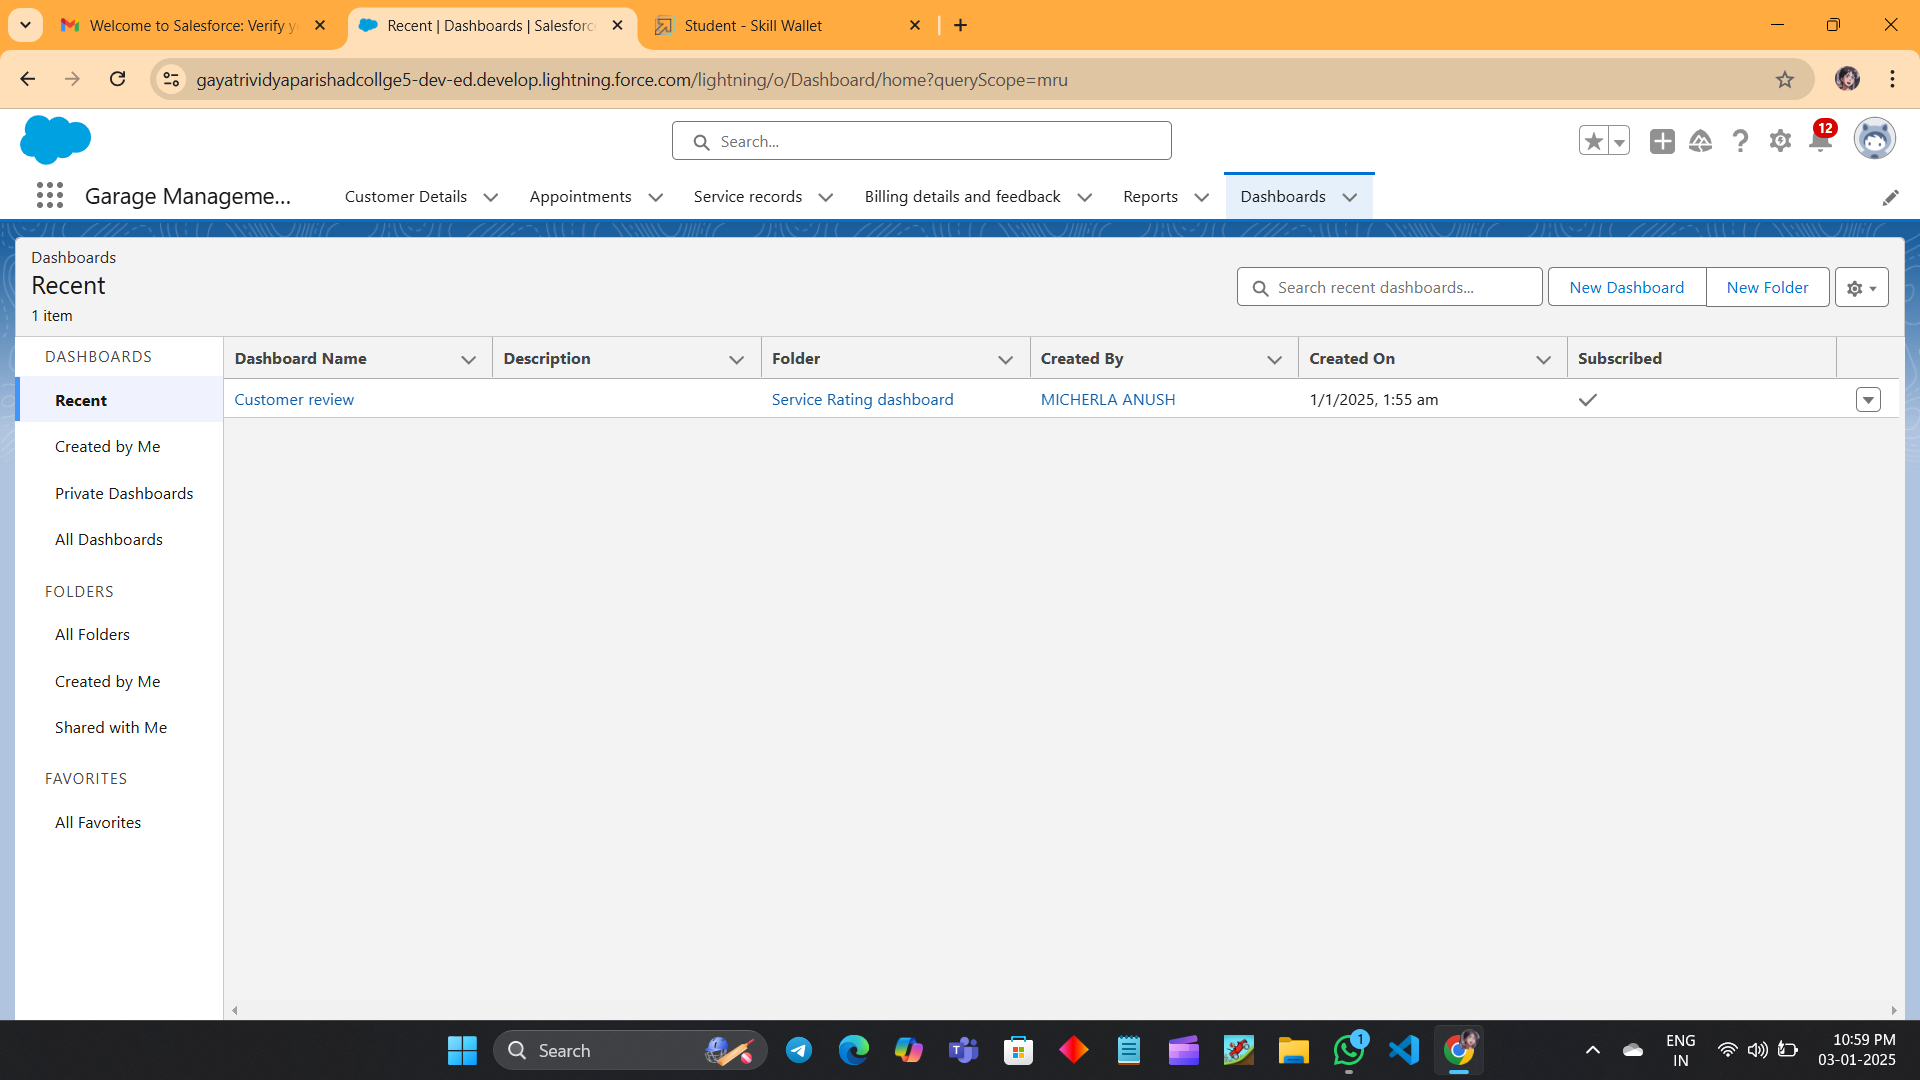 Welcome to Salesforce: Verify y
Recent | Dashboards | Salesforc
Student - Skill Wallet
gayatrividyaparishadcollge5-dev-ed.develop.lightning.force.com/lightning/o/Dashboard/home?queryScope=mru
Search...
12
Garage Manageme...
Customer Details
Appointments
Service records
Billing details and feedback
Reports
Dashboards
Dashboards
Recent
1 item
Search recent dashboards...
New Dashboard
New Folder
DASHBOARDS
Recent
Created by Me
Private Dashboards
All Dashboards
FOLDERS
All Folders
Created by Me
Shared with Me
FAVORITES
All Favorites
Dashboard Name
Description
Folder
Created By
Created On
Subscribed
Customer review
Service Rating dashboard
MICHERLA ANUSH
1/1/2025, 1:55 am
Search
1
ENG
IN
10:59 PM
03-01-2025